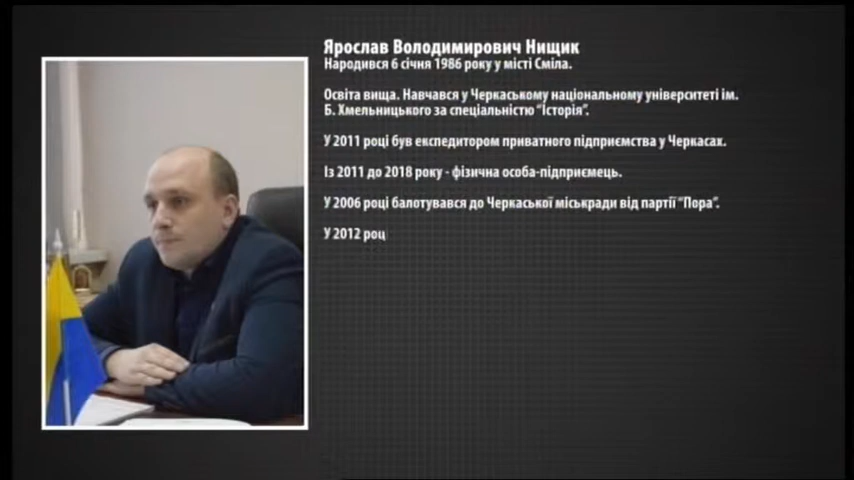 Ярослав Володимирович Нищик
Народився 6 січня 1986 року у місті Сміла.
Освіта вища. Навчався у Черкаському національному університеті ім.
Б. Хмельницького за спеціальністю "Історія".
У 2011 році був експедитором приватного підприємства у Черкасах.
Із 2011 до 2018 року - фізична особа-підприємець.
У 2006 році балотувався до Черкаської міськради від партії "Пора".
У 2012 роц